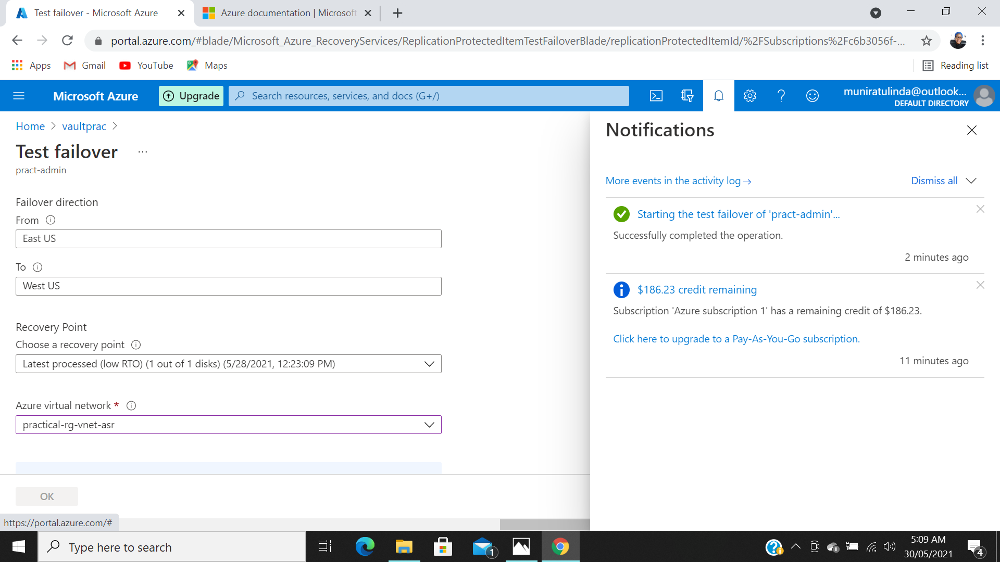 Test failover - Microsoft Azure
Azure documentation | Microsoft
portal.azure.com/#blade/Microsoft_Azure_RecoveryServices/ReplicationProtectedItemTestFailoverBlade/replicationProtectedItemId/%2FSubscriptions%2Fc6b3056f-...
Apps Gmail YouTube Maps Reading list
Microsoft Azure Upgrade Search resources, services, and docs (G+/) muniratulinda@outlook...
DEFAULT DIRECTORY
Home > vaultprac >
Test failover ...
pract-admin
Failover direction
From
East US
To
West US
Recovery Point
Choose a recovery point
Latest processed (low RTO) (1 out of 1 disks) (5/28/2021, 12:23:09 PM)
Azure virtual network *
practical-rg-vnet-asr
OK
https://portal.azure.com/#
Notifications
More events in the activity log → Dismiss all
Starting the test failover of 'pract-admin'...
Successfully completed the operation.
2 minutes ago
$186.23 credit remaining
Subscription 'Azure subscription 1' has a remaining credit of $186.23.
Click here to upgrade to a Pay-As-You-Go subscription.
11 minutes ago
Type here to search
1
5:09 AM
30/05/2021
4